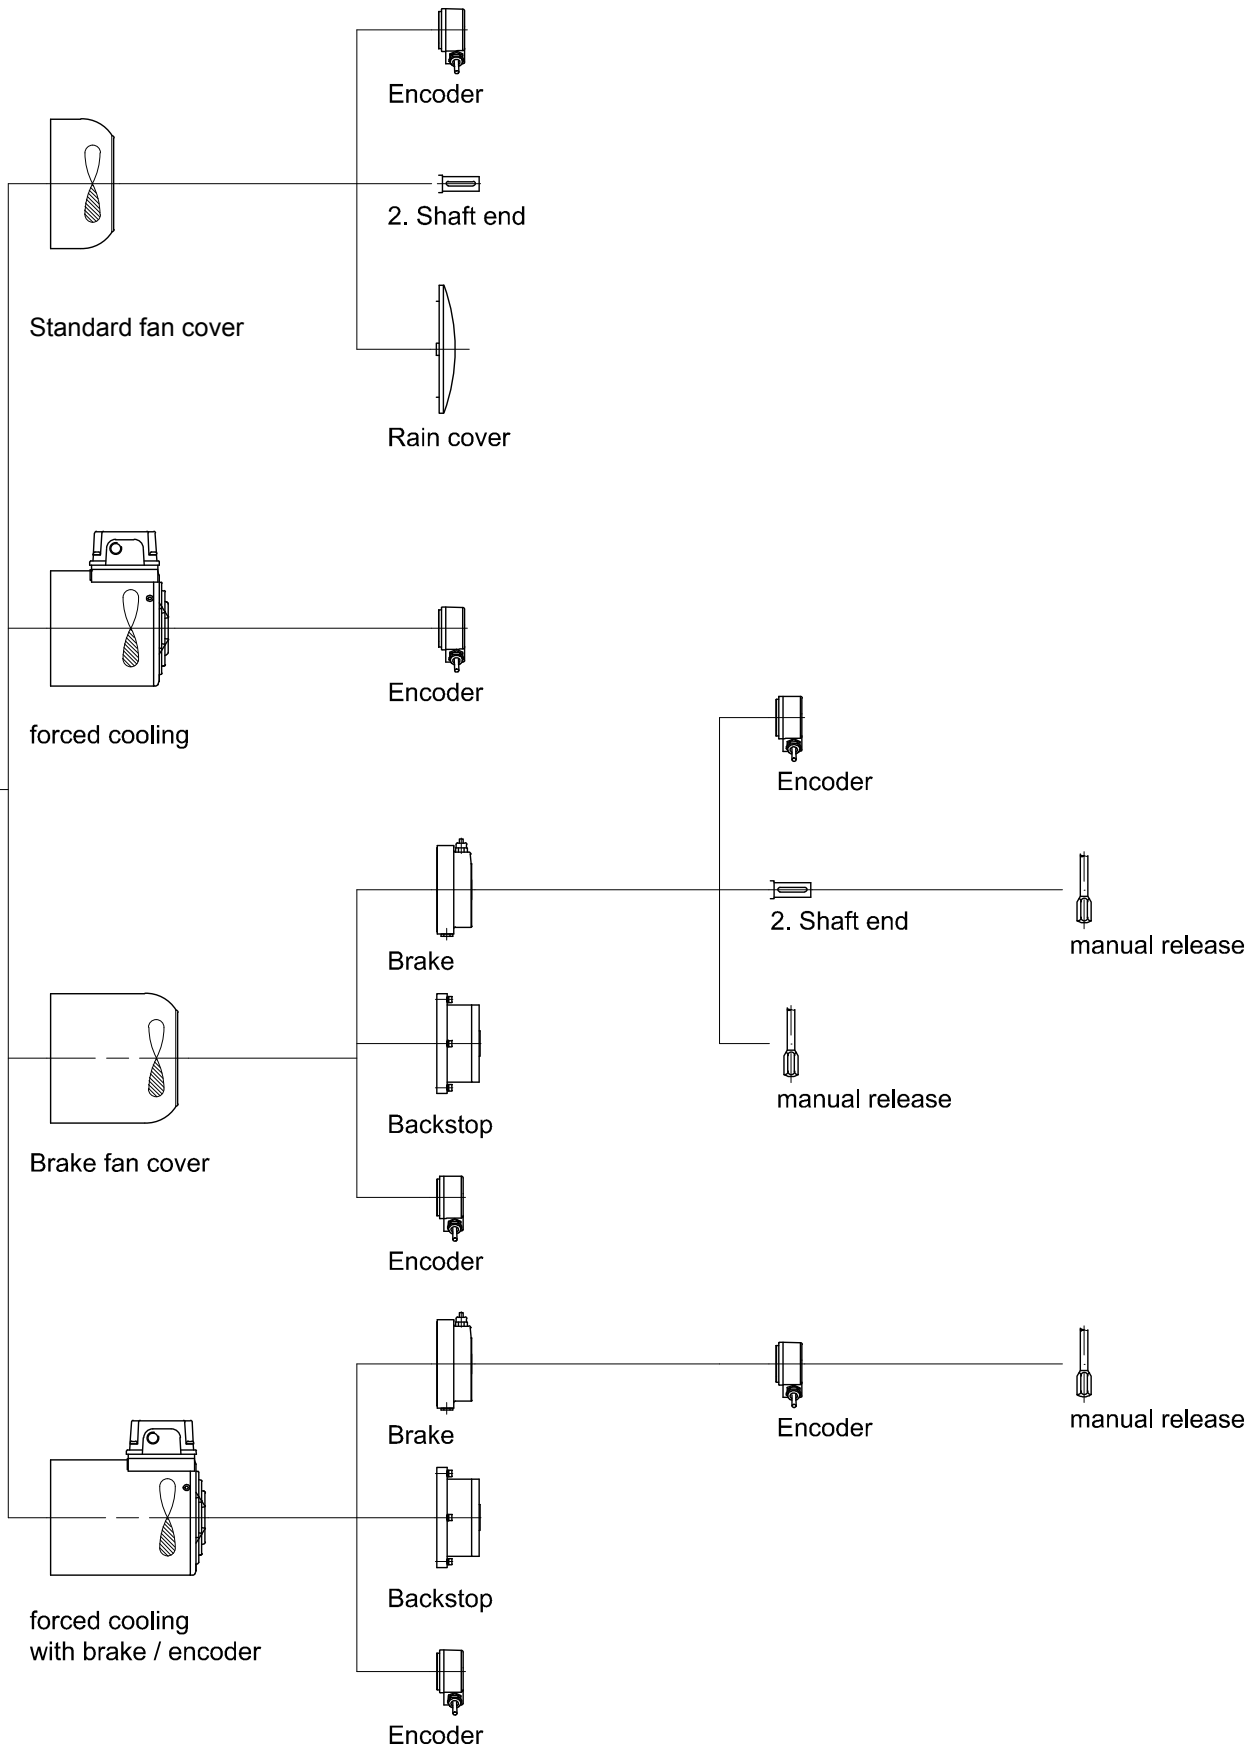 Encoder
2. Shaft end
Standard fan cover
Rain cover
Encoder
forced cooling
Encoder
2. Shaft end
manual release
Brake
manual release
Backstop
Brake fan cover
Encoder
Brake
Encoder
manual release
Backstop
forced cooling
with brake / encoder
Encoder